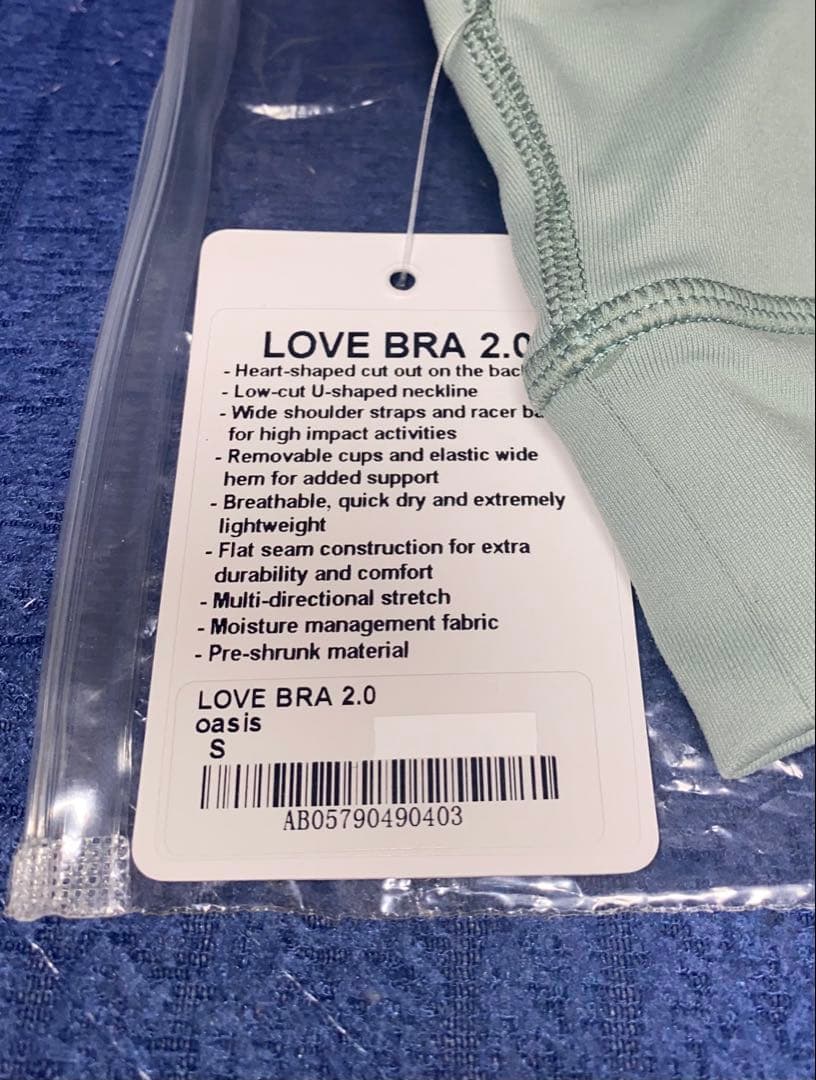 LOVE BRA 2.0
- Heart-shaped cut out on the
- Low-cut U-shaped neckline
- Wide shoulder straps and racer
for high impact activities
- Removable cups and elastic wide
hem for added support
- Breathable, quick dry and extremely
lightweight
- Flat seam construction for extra
durability and comfort
- Multi-directional stretch
- Moisture management fabric
- Pre-shrunk material
LOVE BRA 2.0
oasis
S
AB05790490403